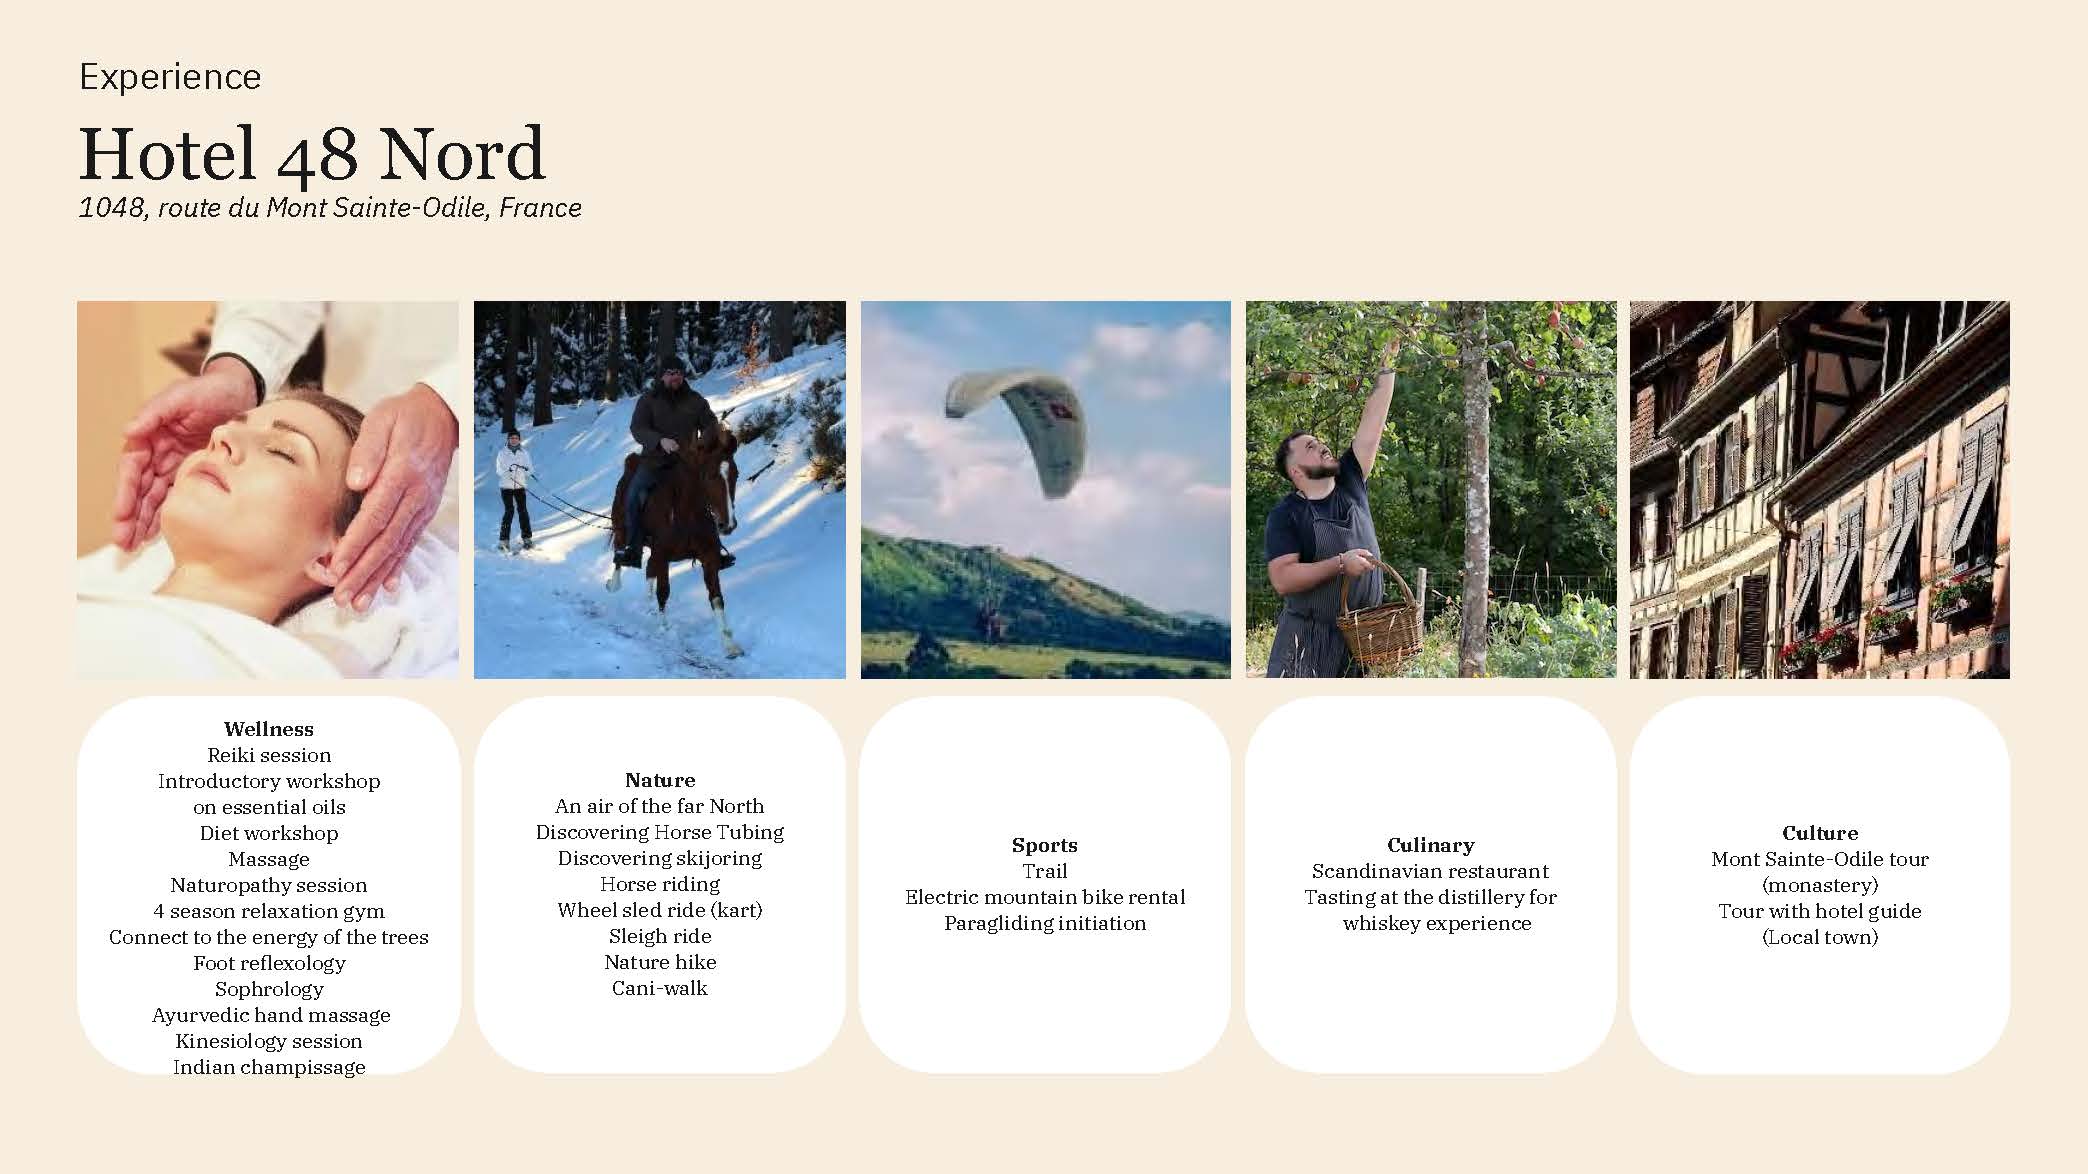 Experience
Hotel 48 Nord
1048, route du Mont Sainte-Odile, France
Wellness
Reiki session
Introductory workshop
on essential oils
Diet workshop
Massage
Naturopathy session
4 season relaxation gym
Connect to the energy of the trees
Foot reflexology
Sophrology
Ayurvedic hand massage
Kinesiology session
Indian champissage
Nature
An air of the far North
Discovering Horse Tubing
Discovering skijoring
Horse riding
Wheel sled ride (kart)
Sleigh ride
Nature hike
Cani-walk
Sports
Trail
Electric mountain bike rental
Paragliding initiation
Culinary
Scandinavian restaurant
Tasting at the distillery for
whiskey experience
Culture
Mont Sainte-Odile tour
(monastery)
Tour with hotel guide
(Local town)